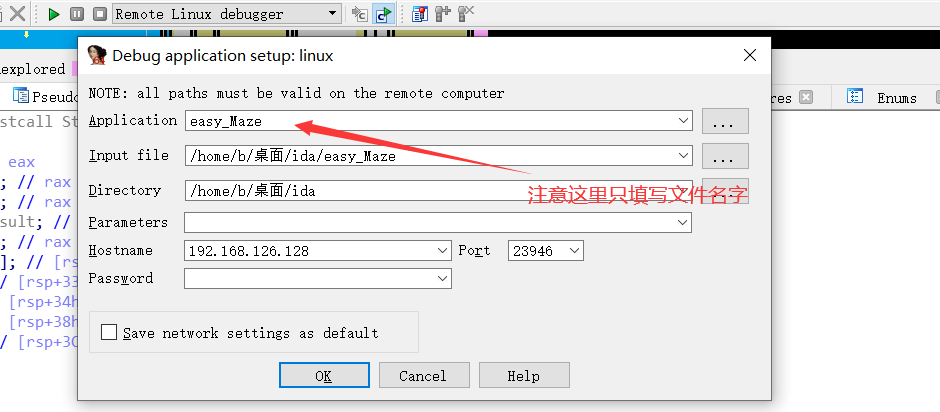 Remote Linux debugger
explored
Debug application setup: linux
Pseudo
Enums
NOTE: all paths must be valid on the remote computer
stcall St
Application easy_Maze ...
eax
Input file /home/b/桌面/ida/easy_Maze ...
; // rax
Directory /home/b/桌面/ida
注意这里只填写文件名字
; // rax
sult; //
Parameters
; // rax
Hostname 192.168.126.128 Port 23946
]; // [rs
Password
/ [rsp+33
[rsp+34h
[rsp+38h
Save network settings as default
/ [rsp+3C
OK Cancel Help